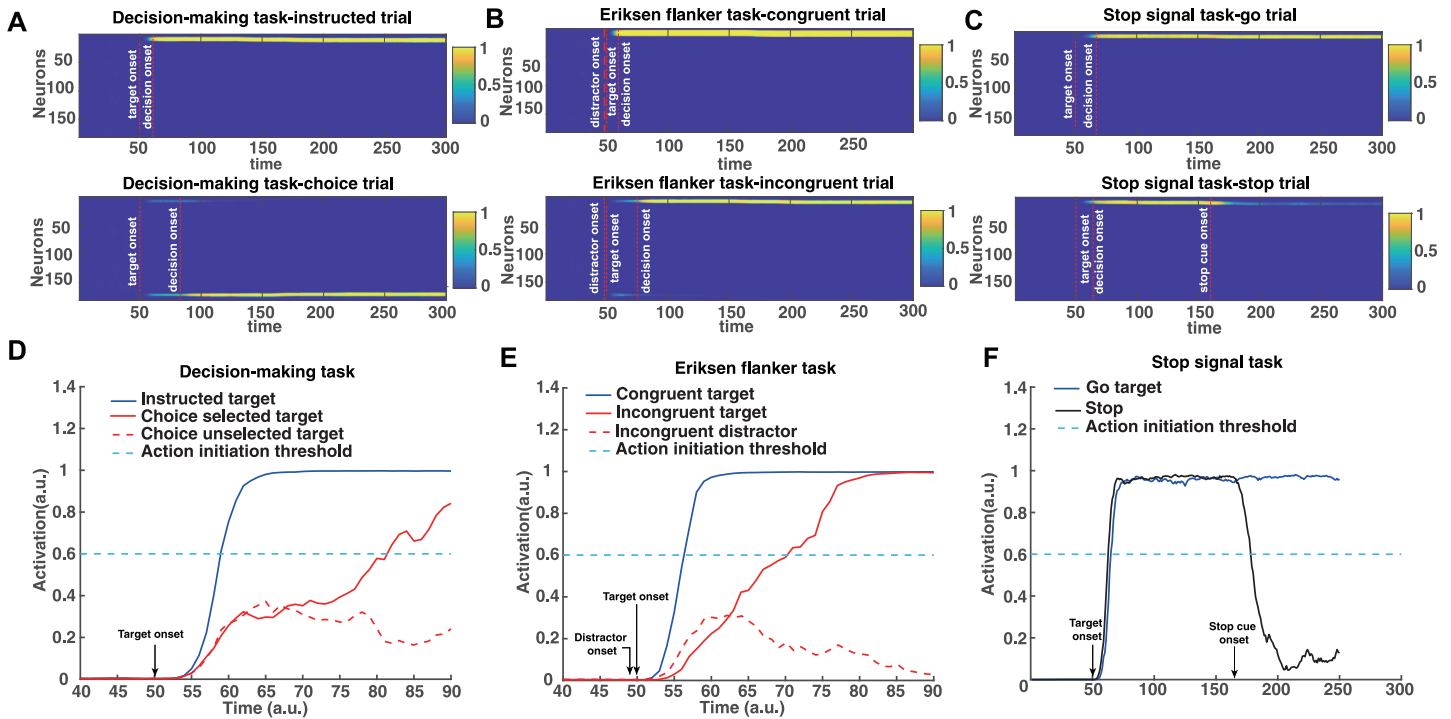 A
Decision-making task-instructed trial
Neurons
50
100
150
target onset
decision onset
1
0.5
0
50 100 150 200 250 300
time
Decision-making task-choice trial
Neurons
50
100
150
target onset
decision onset
1
0.5
0
50 100 150 200 250 300
time
B
Eriksen flanker task-congruent trial
Neurons
50
100
150
distractor onset
target onset
decision onset
1
0.5
0
50 100 150 200 250
time
Eriksen flanker task-incongruent trial
Neurons
50
100
150
distractor onset
target onset
decision onset
1
0.5
0
50 100 150 200 250 300
time
C
Stop signal task-go trial
Neurons
50
100
150
target onset
decision onset
1
0.5
0
50 100 150 200 250 300
time
Stop signal task-stop trial
Neurons
50
100
150
target onset
decision onset
stop cue onset
1
0.5
0
50 100 150 200 250 300
time
D
Decision-making task
Instructed target
Choice selected target
Choice unselected target
Action initiation threshold
Activation(a.u.)
1.4
1.2
1
0.8
0.6
0.4
0.2
0
Target onset
40 45 50 55 60 65 70 75 80 85 90
Time (a.u.)
E
Eriksen flanker task
Congruent target
Incongruent target
Incongruent distractor
Action initiation threshold
Activation(a.u.)
1.4
1.2
1
0.8
0.6
0.4
0.2
0
Target onset
Distractor
onset
40 45 50 55 60 65 70 75 80 85 90
Time (a.u.)
F
Stop signal task
Go target
Stop
Action initiation threshold
Activation(a.u.)
1.4
1.2
1
0.8
0.6
0.4
0.2
0
Target
onset
Stop cue
onset
0 50 100 150 200 250 300
Time (a.u.)